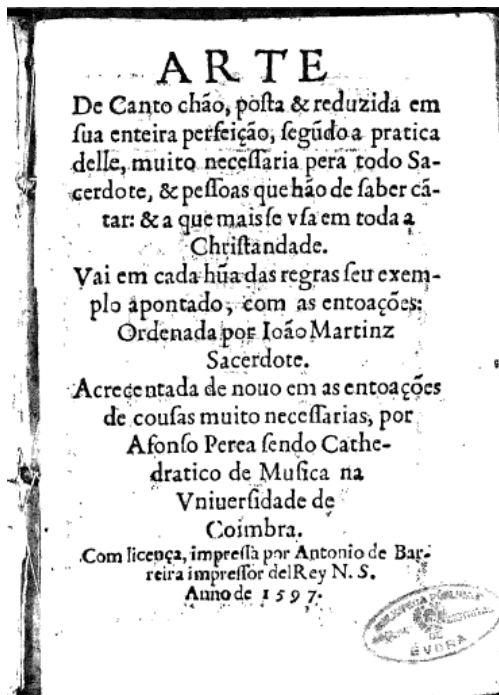 ARTE
De Canto chão, poſta & reduzida em
ſua enteira perfeição, ſegũdo a pratica
delle, muito neceſſaria pera todo Sa-
cerdote, & peſſoas que hão de ſaber cã-
tar: & a que mais ſe vſa em toda a
Chriſtandade.
Vai em cada hũa das regras ſeu exem-
plo apontado, com as entoações:
Ordenada por Ioão Martinz
Sacerdote.
Acrecentada de nouo em as entoações
de couſas muito neceſſarias, por
Afonſo Perea ſendo Cathe-
dratico de Muſica na
Vniuerſidade de
Coimbra.
Com licença, impreſſa por Antonio de Bar-
reira impreſſor delRey N. S.
Anno de 1597.
BIBLIOTECA PUBLICA
DE
ÉVORA